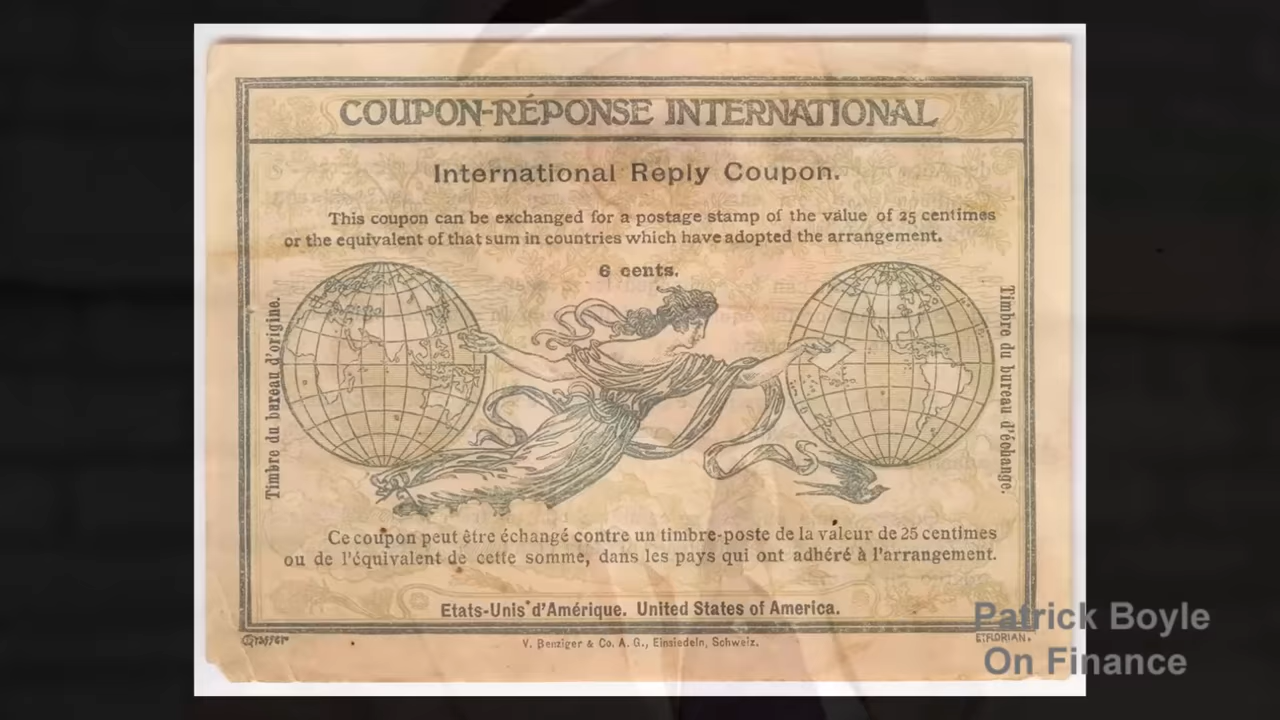 COUPON-RÉPONSE INTERNATIONAL
International Reply Coupon.
This coupon can be exchanged for a postage stamp of the value of 25 centimes
or the equivalent of that sum in countries which have adopted the arrangement.
6 cents.
Timbre du bureau d'origine.
Timbre du bureau d'échange.
Ce coupon peut être échangé contre un timbre-poste de la valeur de 25 centimes
ou de l'équivalent de cette somme, dans les pays qui ont adhéré à l'arrangement.
Etats-Unis d'Amérique. United States of America.
V. Benziger & Co. A. G., Einsiedeln, Schweiz.
Patrick Boyle
On Finance